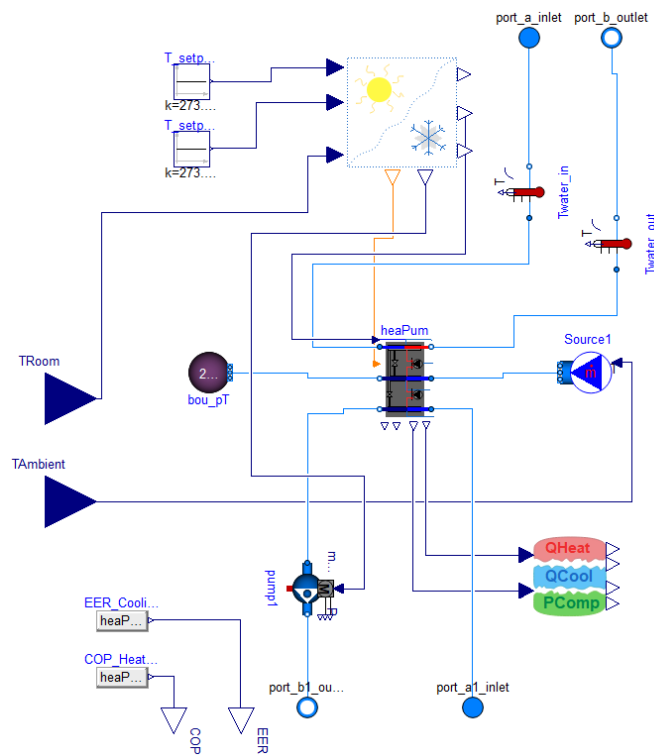 port_a_inlet
port_b_outlet
T_setp...
k=273....
T_setp...
k=273....
T
Twater_in
T
Twater_out
heaPum
Source1
TRoom
2...
bou_pT
ṁ
TAmbient
m...
M
pump1
QHeat
QCool
PComp
EER_Cooli...
heaP...
COP_Heat...
heaP...
port_b1_ou...
port_a1_inlet
COP
EER